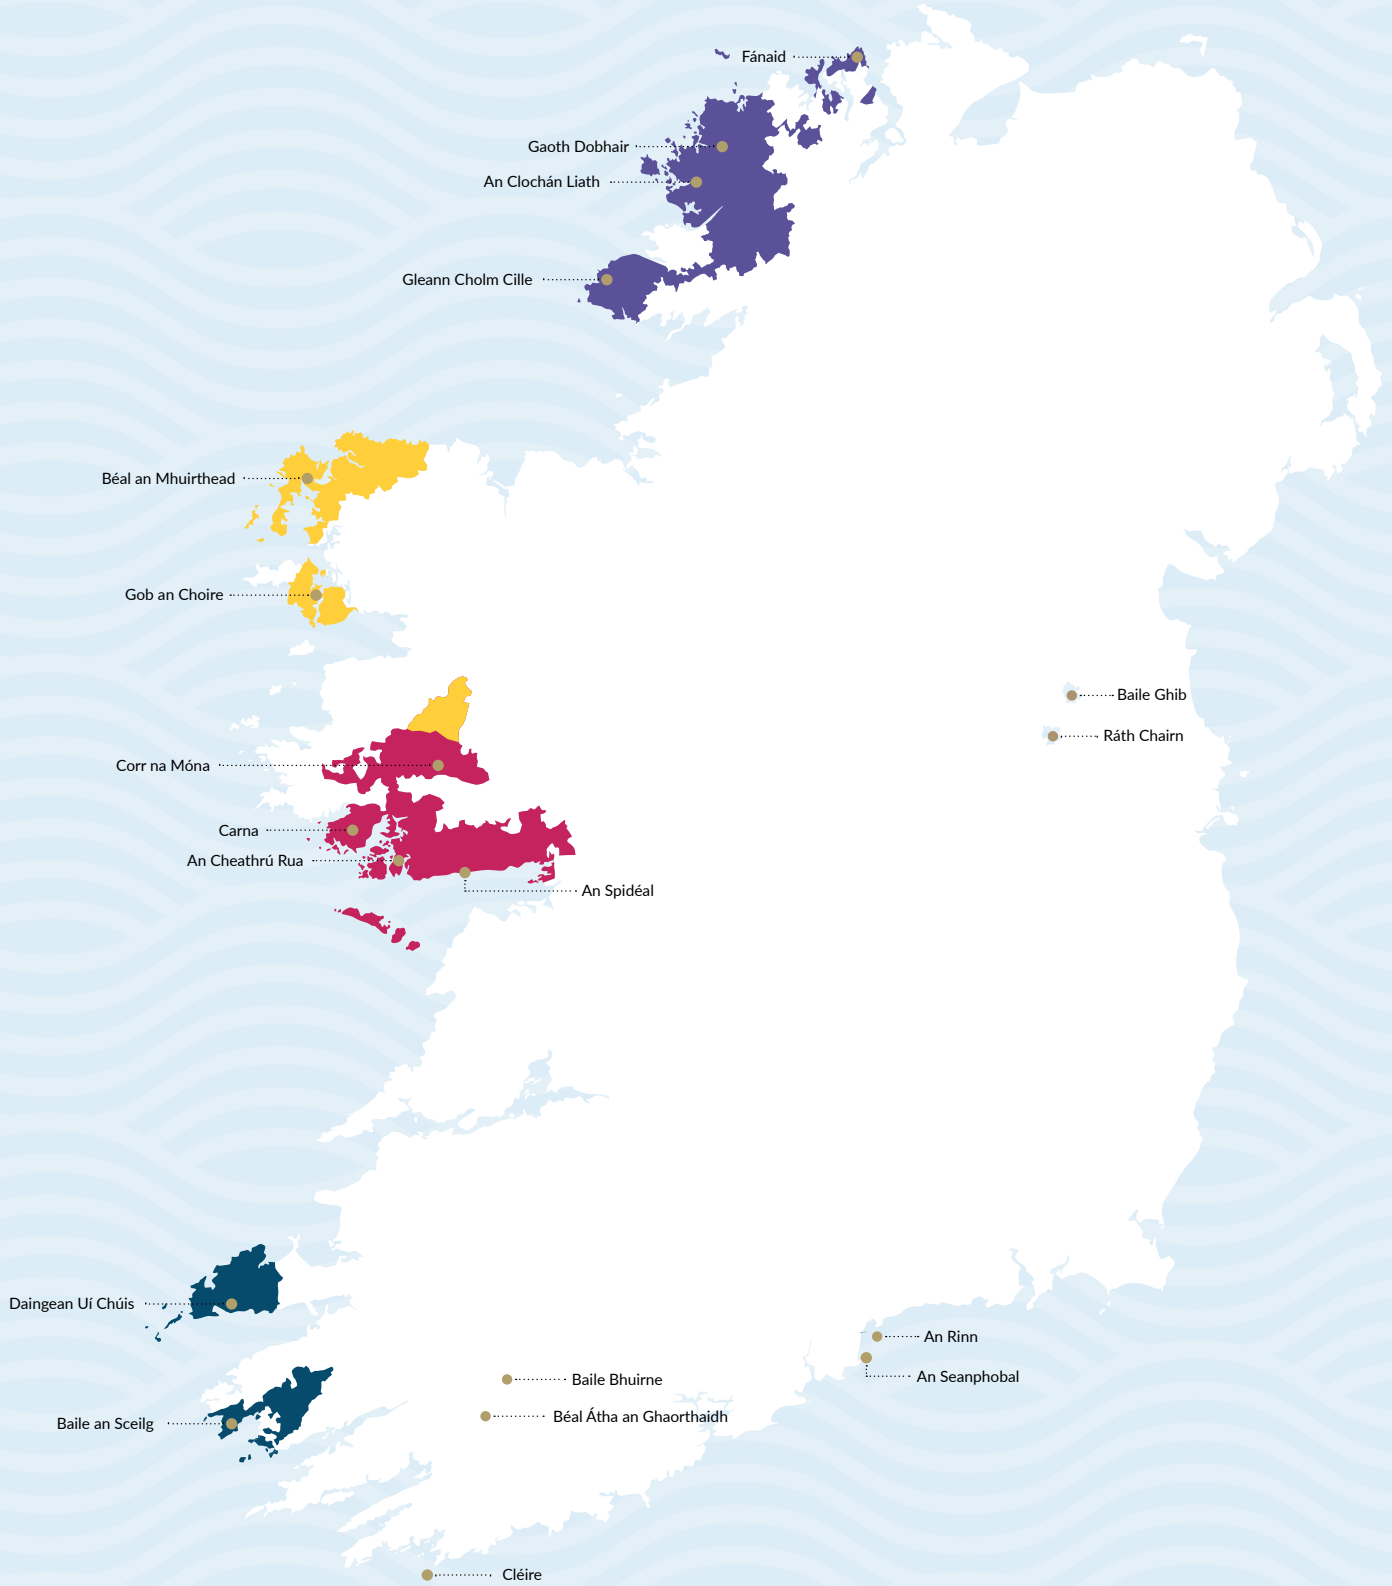 Fánaid
Gaoth Dobhair
An Clochán Liath
Gleann Cholm Cille
Béal an Mhuirthead
Gob an Choire
Baile Ghib
Ráth Chairn
Corr na Móna
Carna
An Cheathrú Rua
An Spidéal
Daingean Uí Chúis
An Rinn
An Seanphobal
Baile Bhuirne
Béal Átha an Ghaorthaidh
Baile an Sceilg
Cléire